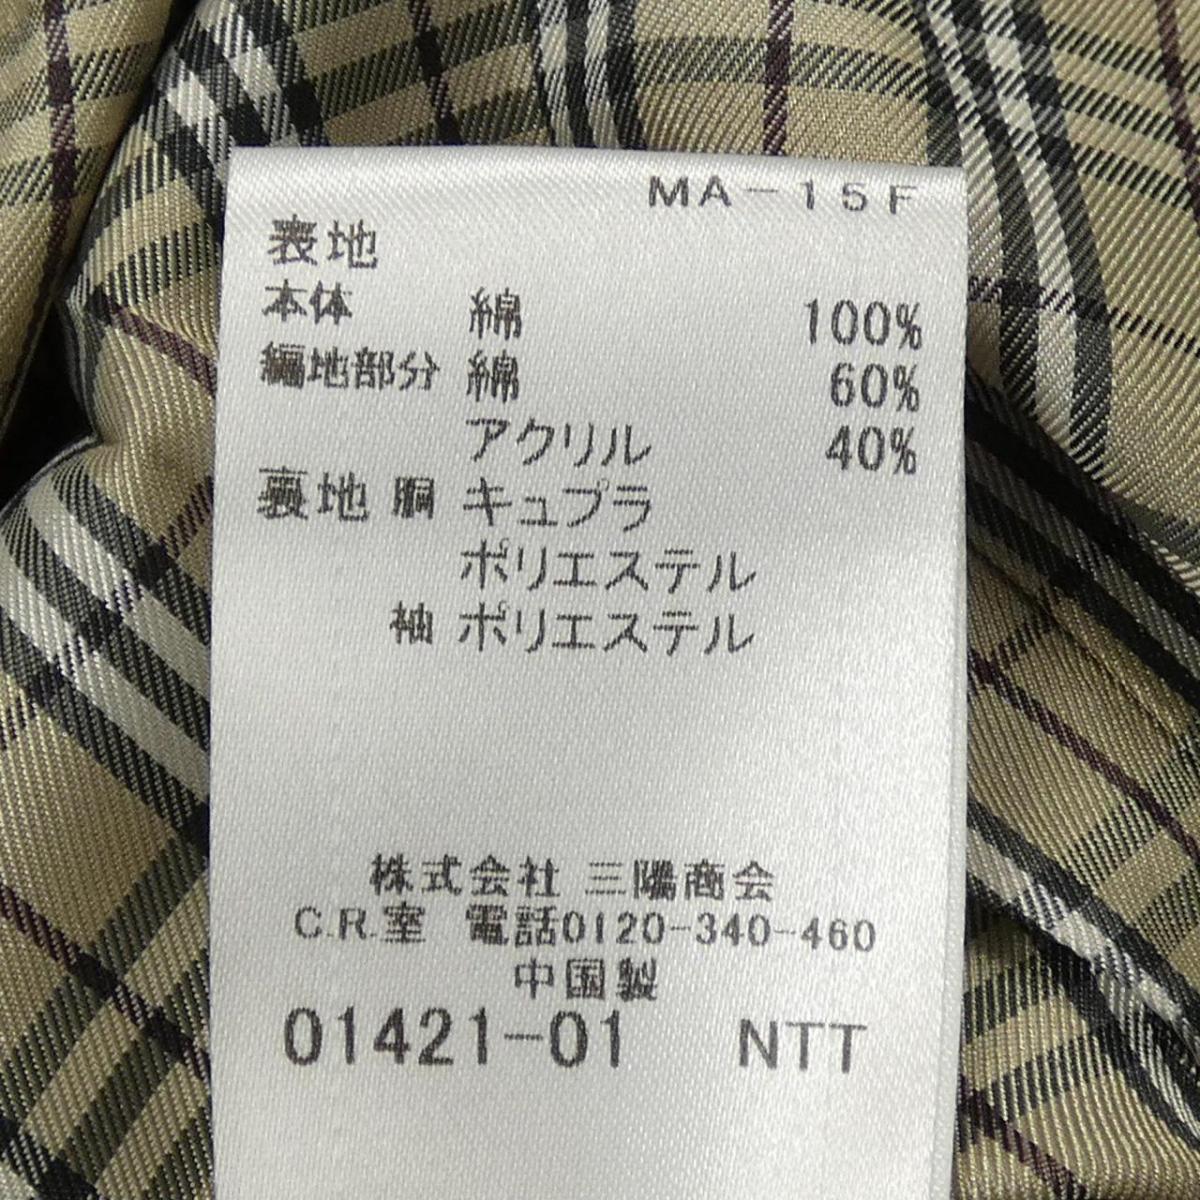 MA-15F
表地
本体 綿 100%
編地部分 綿 60%
アクリル 40%
裏地 胴 キュプラ
ポリエステル
袖 ポリエステル
株式会社 三陽商会
C.R.室 電話0120-340-460
中国製
01421-01 NTT